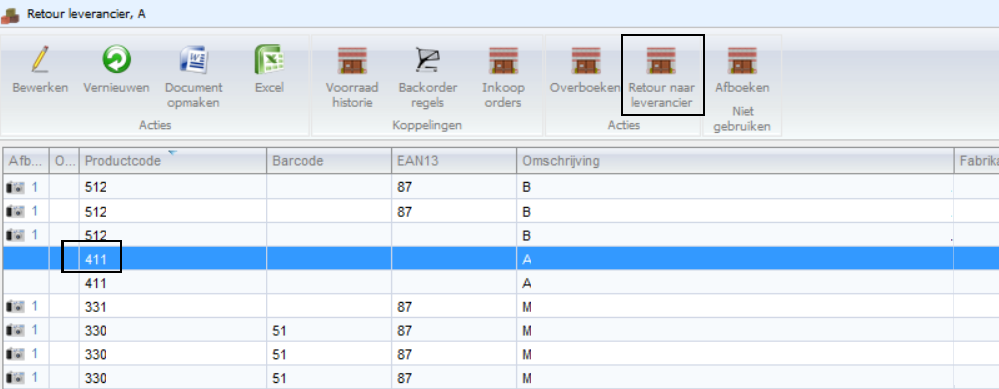 Retour leverancier, A
Bewerken Vernieuwen Document opmaken Excel Voorraad historie Backorder regels Inkoop orders Overboeken Retour naar leverancier Afboeken
Acties Koppelingen Acties Niet gebruiken
Afb... O... Productcode Barcode EAN13 Omschrijving Fabrika
1 512 87 B
1 512 87 B
1 512 B
411 A
411 A
1 331 87 M
1 330 51 87 M
1 330 51 87 M
1 330 51 87 M